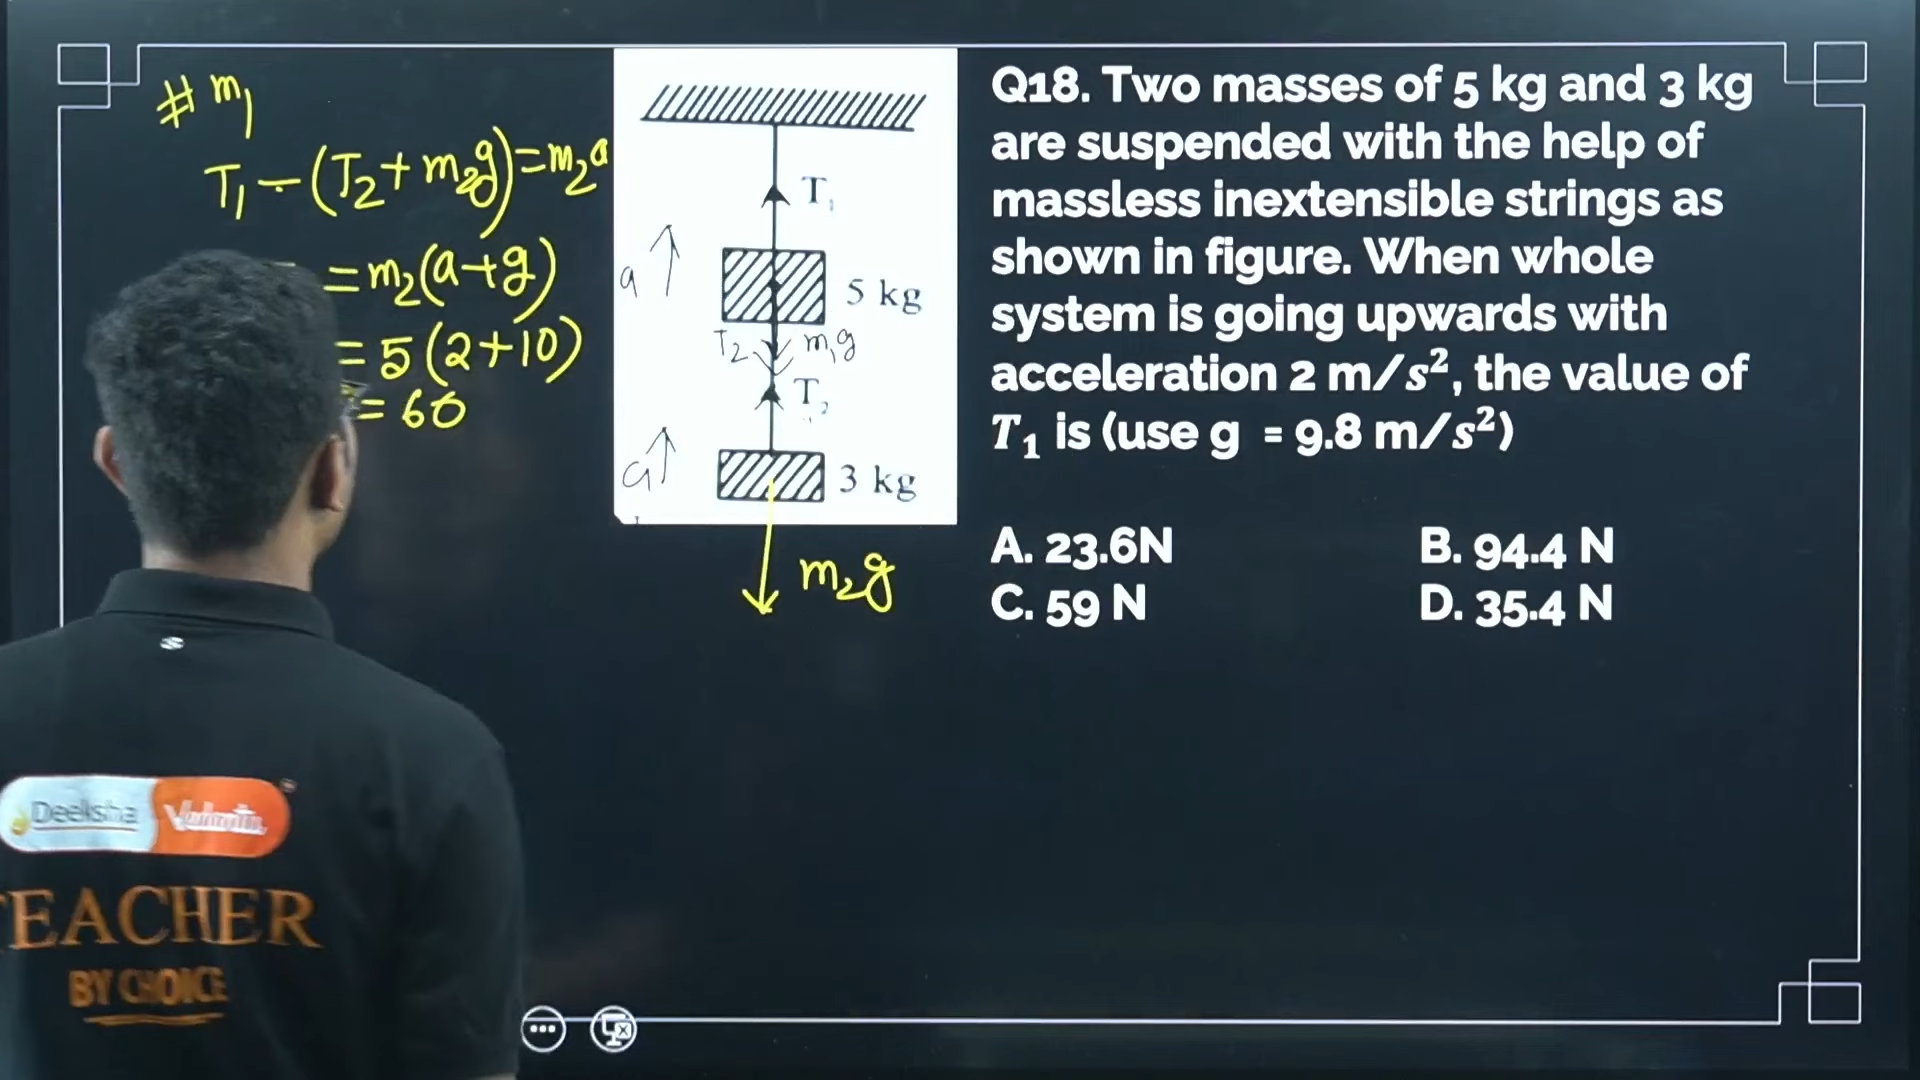 # m₁
T₁ - (T₂ + m₂g) = m₂a
= m₂(a+g)
= 5(2+10)
= 60
T₁
a
5 kg
T₂
m₁g
T₂
a
3 kg
m₂g
Q18. Two masses of 5 kg and 3 kg
are suspended with the help of
massless inextensible strings as
shown in figure. When whole
system is going upwards with
acceleration 2 m/s², the value of
T₁ is (use g = 9.8 m/s²)
A. 23.6N
B. 94.4 N
C. 59 N
D. 35.4 N
Deeksha Vedantu
TEACHER
BY CHOICE